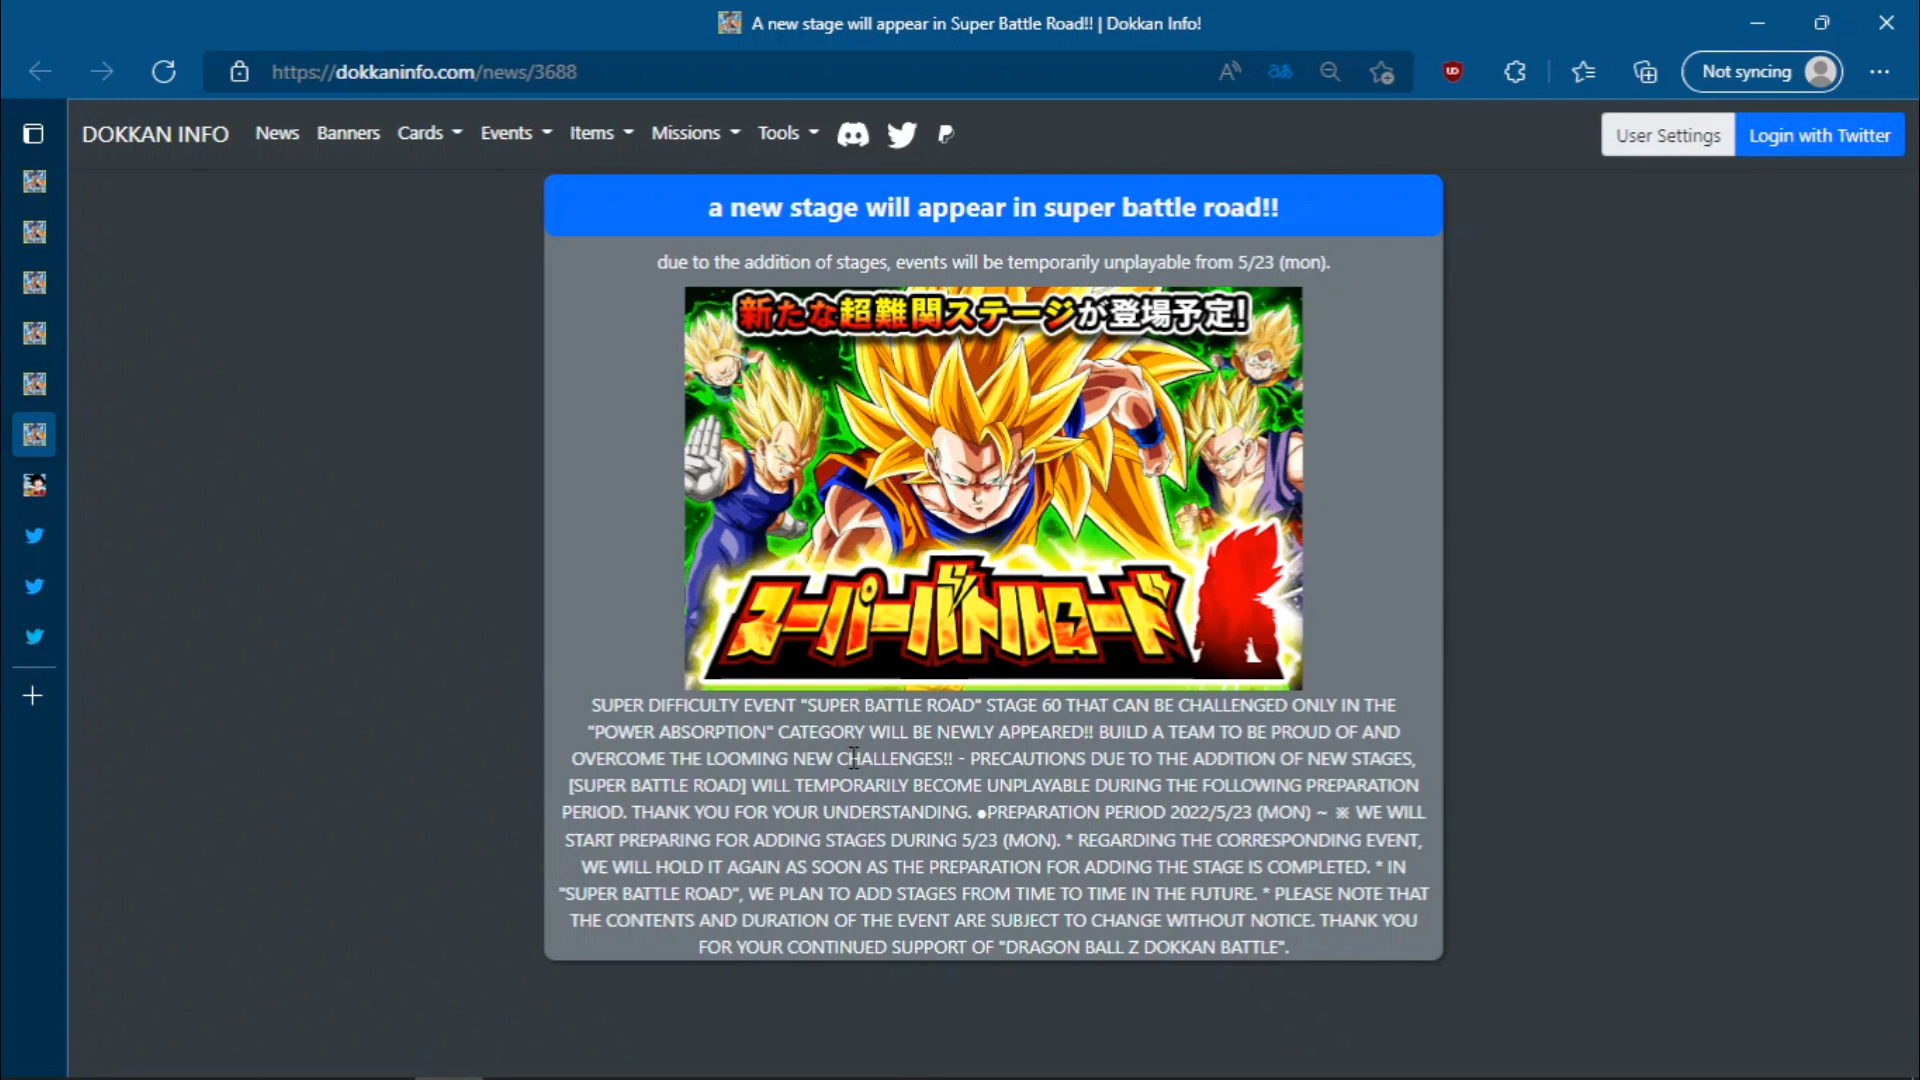 A new stage will appear in Super Battle Road!! | Dokkan Info!
https://dokkaninfo.com/news/3688
Not syncing
DOKKAN INFO News Banners Cards Events Items Missions Tools
User Settings Login with Twitter
a new stage will appear in super battle road!!
due to the addition of stages, events will be temporarily unplayable from 5/23 (mon).
新たな超難関ステージが登場予定!
スーパーバトルロード
SUPER DIFFICULTY EVENT "SUPER BATTLE ROAD" STAGE 60 THAT CAN BE CHALLENGED ONLY IN THE
"POWER ABSORPTION" CATEGORY WILL BE NEWLY APPEARED!! BUILD A TEAM TO BE PROUD OF AND
OVERCOME THE LOOMING NEW CHALLENGES!! - PRECAUTIONS DUE TO THE ADDITION OF NEW STAGES,
[SUPER BATTLE ROAD] WILL TEMPORARILY BECOME UNPLAYABLE DURING THE FOLLOWING PREPARATION
PERIOD. THANK YOU FOR YOUR UNDERSTANDING. ●PREPARATION PERIOD 2022/5/23 (MON) ~ ※ WE WILL
START PREPARING FOR ADDING STAGES DURING 5/23 (MON). * REGARDING THE CORRESPONDING EVENT,
WE WILL HOLD IT AGAIN AS SOON AS THE PREPARATION FOR ADDING THE STAGE IS COMPLETED. * IN
"SUPER BATTLE ROAD", WE PLAN TO ADD STAGES FROM TIME TO TIME IN THE FUTURE. * PLEASE NOTE THAT
THE CONTENTS AND DURATION OF THE EVENT ARE SUBJECT TO CHANGE WITHOUT NOTICE. THANK YOU
FOR YOUR CONTINUED SUPPORT OF "DRAGON BALL Z DOKKAN BATTLE".